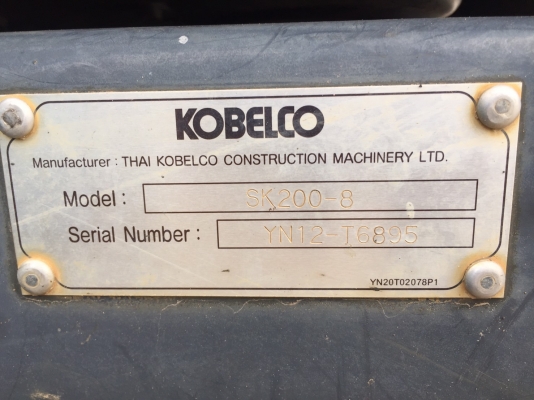 KOBELCO
Manufacturer : THAI KOBELCO CONSTRUCTION MACHINERY LTD.
Model : SK200-8
Serial Number : YN12-T6895
YN20T02078P1